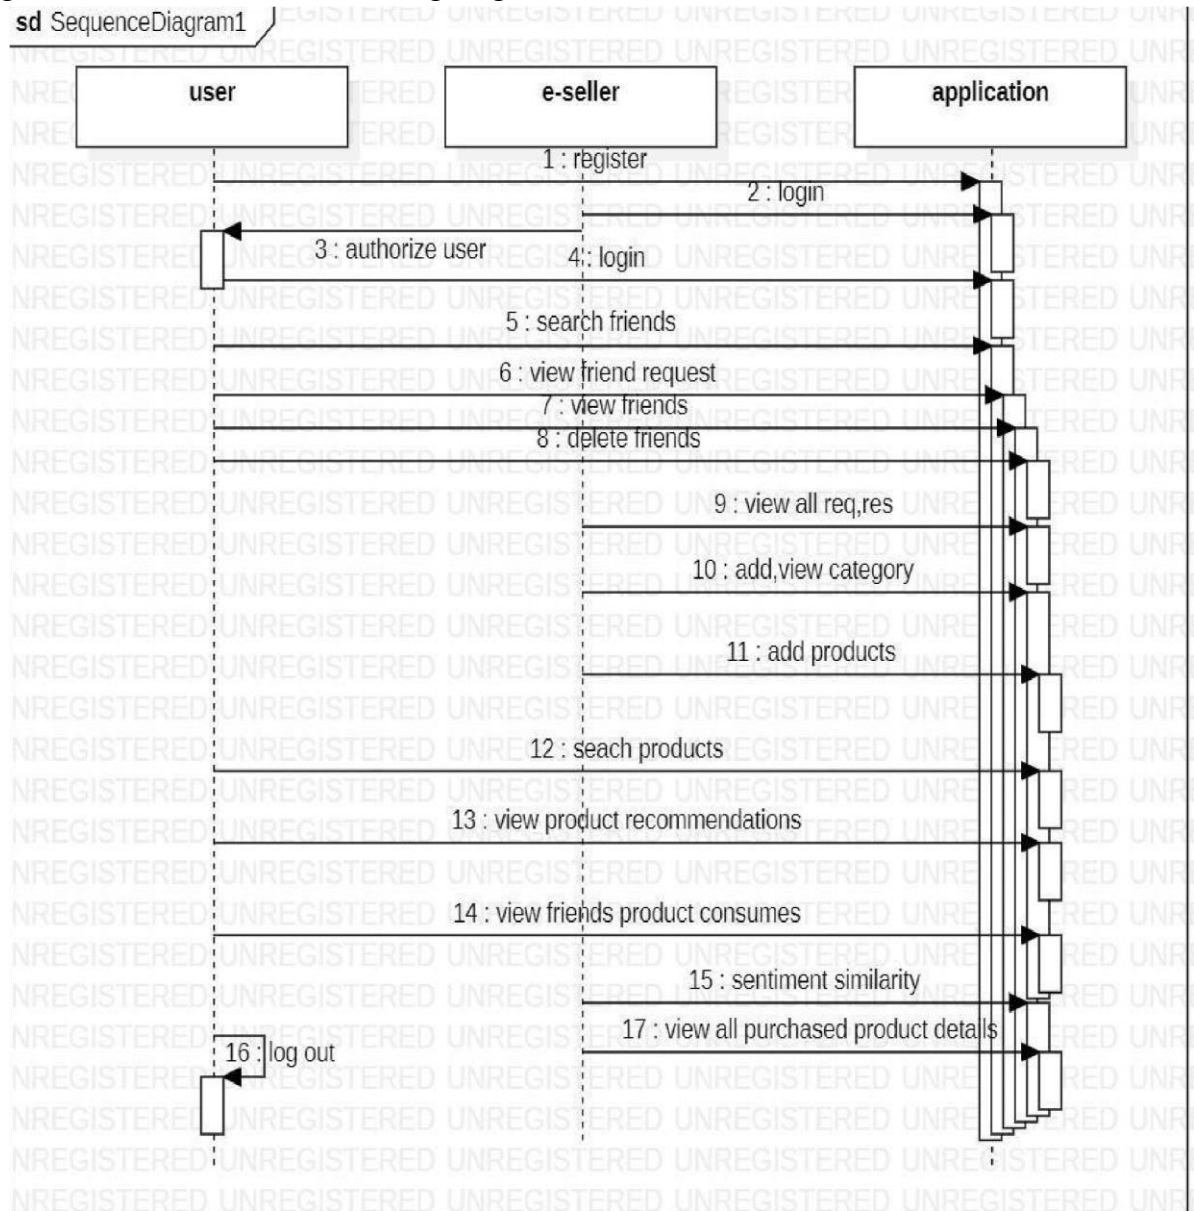 sd SequenceDiagram1
user
e-seller
application
1 : register
2 : login
3 : authorize user
4 : login
5 : search friends
6 : view friend request
7 : view friends
8 : delete friends
9 : view all req,res
10 : add,view category
11 : add products
12 : seach products
13 : view product recommendations
14 : view friends product consumes
15 : sentiment similarity
17 : view all purchased product details
16 : log out
UNREGISTERED